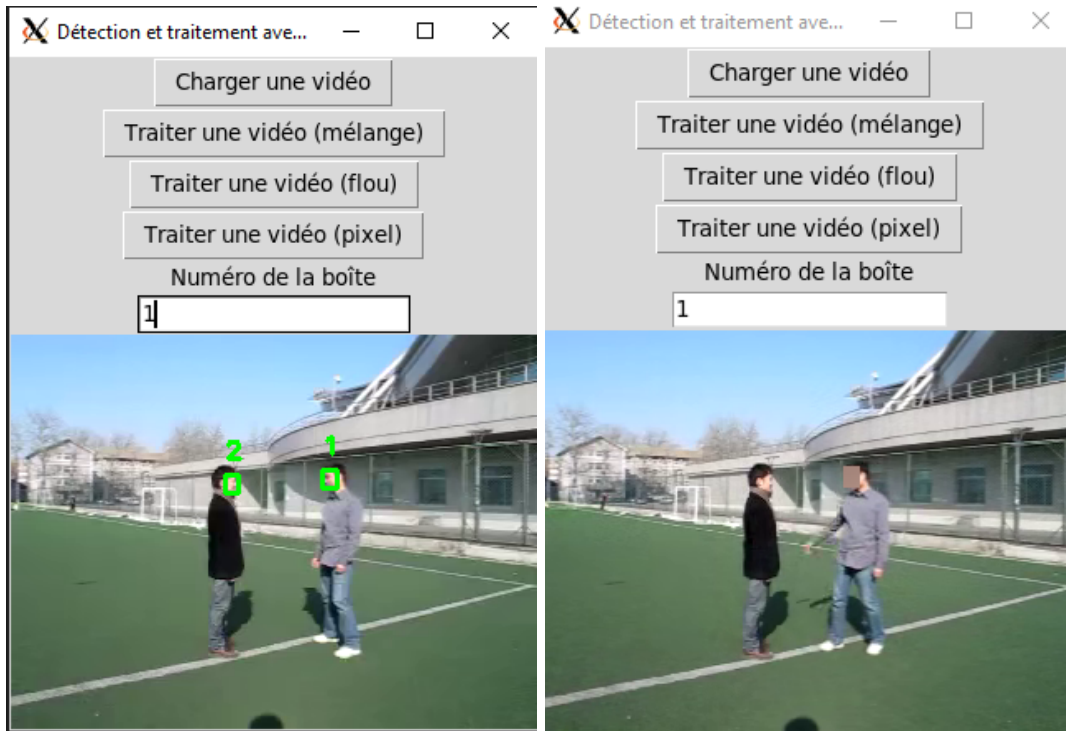 Détection et traitement ave...
Charger une vidéo
Traiter une vidéo (mélange)
Traiter une vidéo (flou)
Traiter une vidéo (pixel)
Numéro de la boîte
1
2
1
Détection et traitement ave...
Charger une vidéo
Traiter une vidéo (mélange)
Traiter une vidéo (flou)
Traiter une vidéo (pixel)
Numéro de la boîte
1